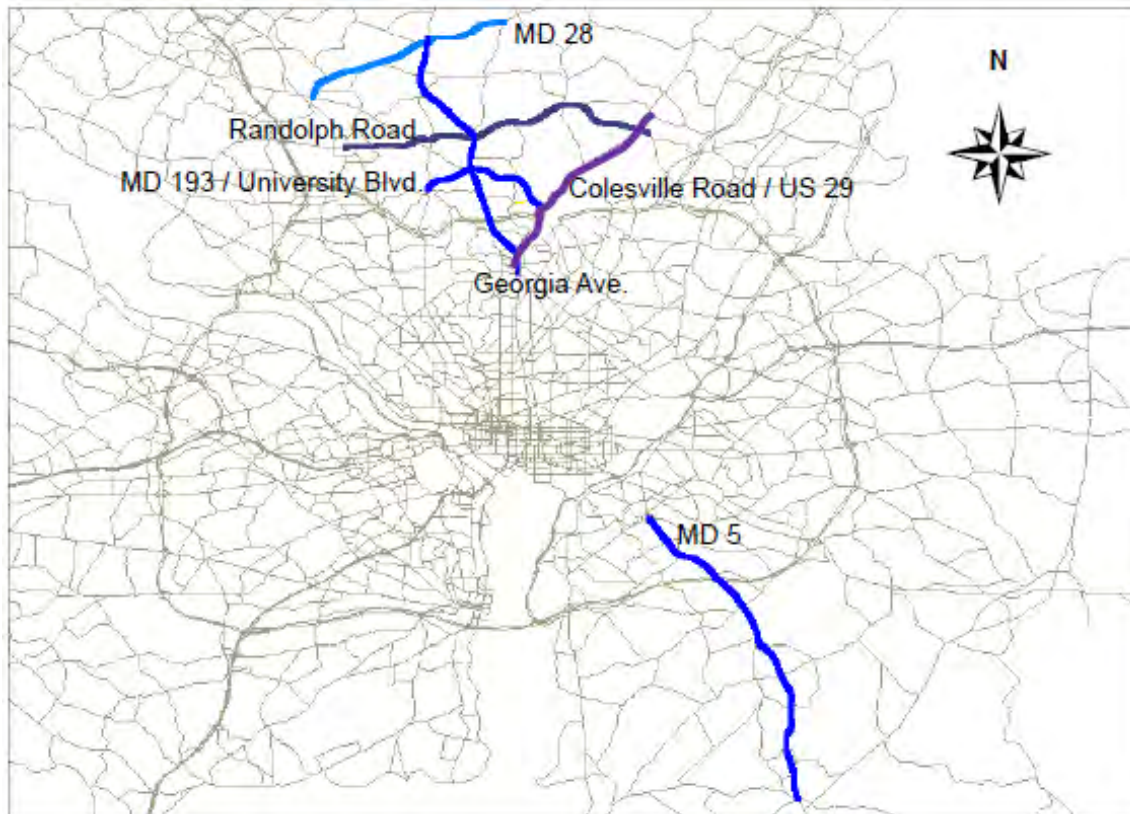 MD 28
N
Randolph Road
MD 193 / University Blvd.
Colesville Road / US 29
Georgia Ave.
MD 5